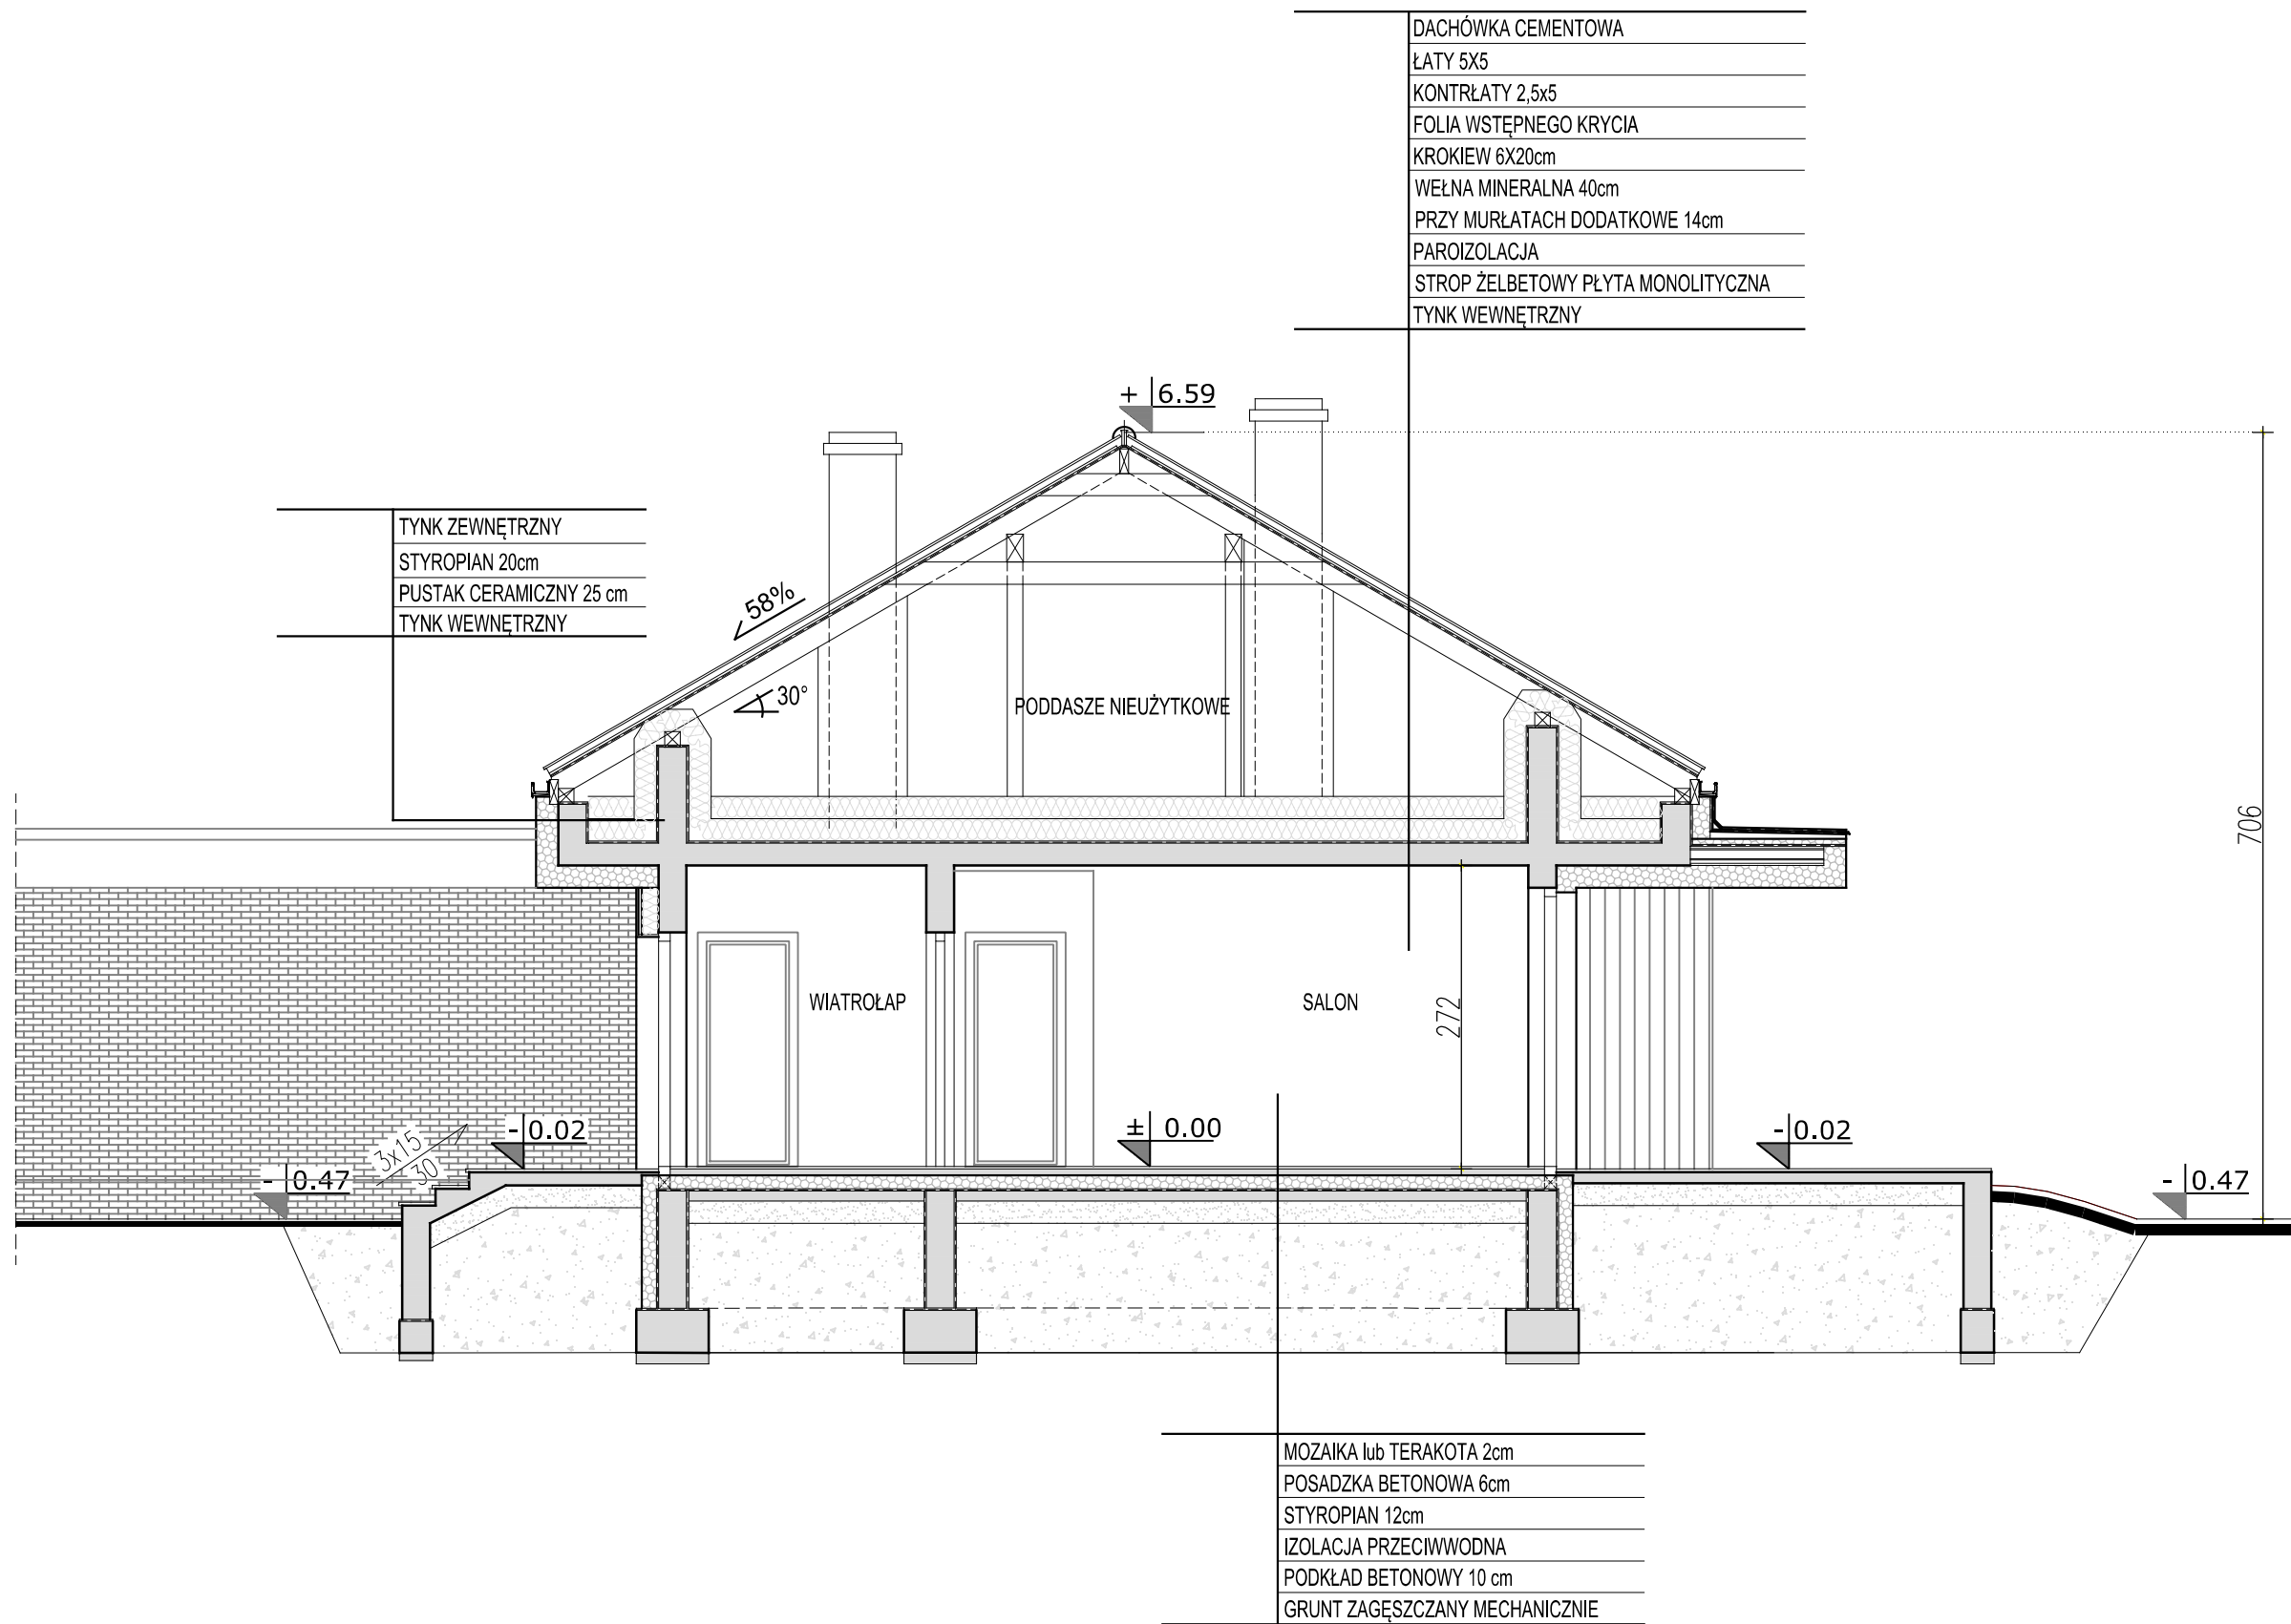 DACHÓWKA CEMENTOWA
ŁATY 5X5
KONTRŁATY 2,5x5
FOLIA WSTĘPNEGO KRYCIA
KROKIEW 6X20cm
WEŁNA MINERALNA 40cm
PRZY MURŁATACH DODATKOWE 14cm
PAROIZOLACJA
STROP ŻELBETOWY PŁYTA MONOLITYCZNA
TYNK WEWNĘTRZNY
+ 6.59
TYNK ZEWNĘTRZNY
STYROPIAN 20cm
PUSTAK CERAMICZNY 25 cm
TYNK WEWNĘTRZNY
58%
30°
PODDASZE NIEUŻYTKOWE
706
WIATROŁAP
SALON
272
3x15
30
- 0.47
- 0.02
± 0.00
- 0.02
- 0.47
MOZAIKA lub TERAKOTA 2cm
POSADZKA BETONOWA 6cm
STYROPIAN 12cm
IZOLACJA PRZECIWWODNA
PODKŁAD BETONOWY 10 cm
GRUNT ZAGĘSZCZANY MECHANICZNIE